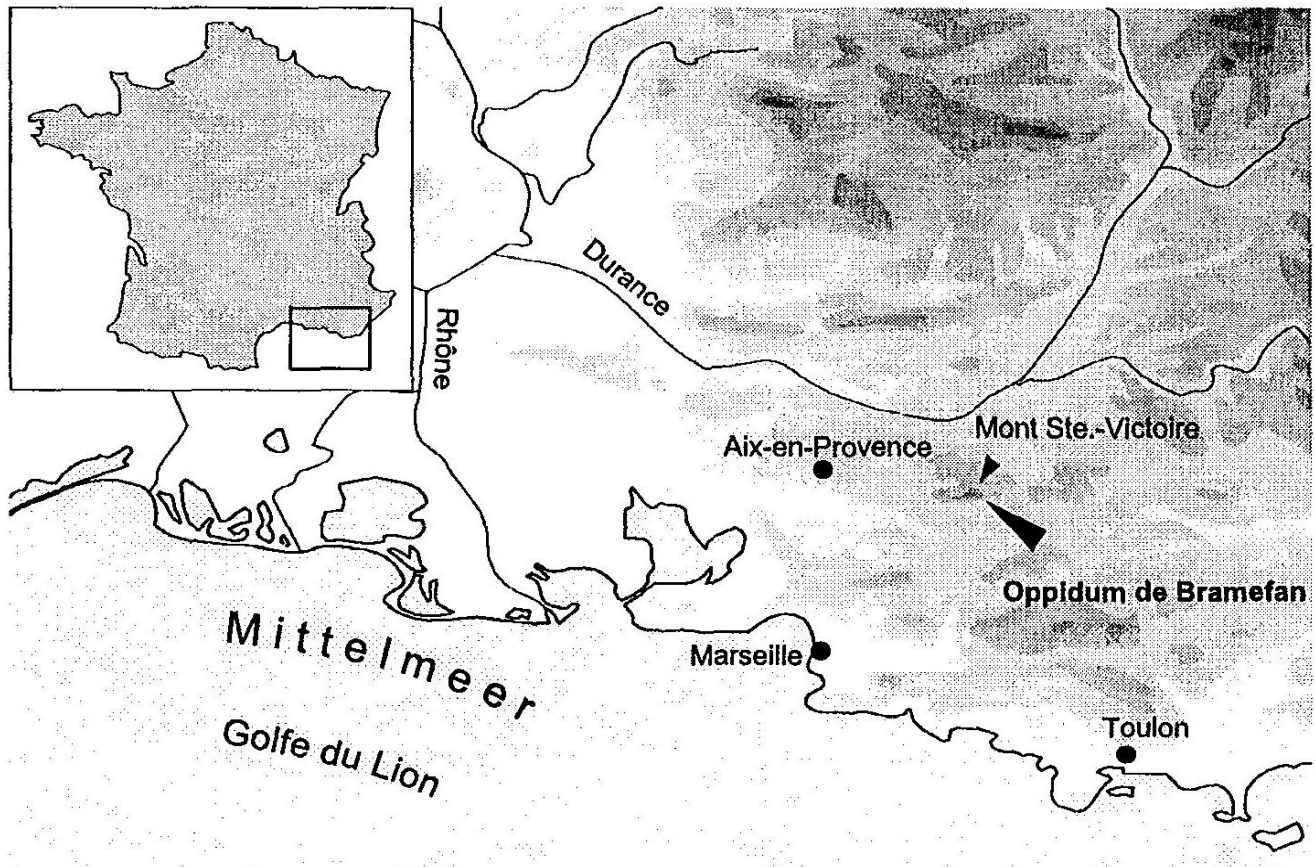 Durance
Rhône
Mont Ste.-Victoire
Aix-en-Provence
Oppidum de Bramefan
Mittelmeer
Marseille
Golfe du Lion
Toulon